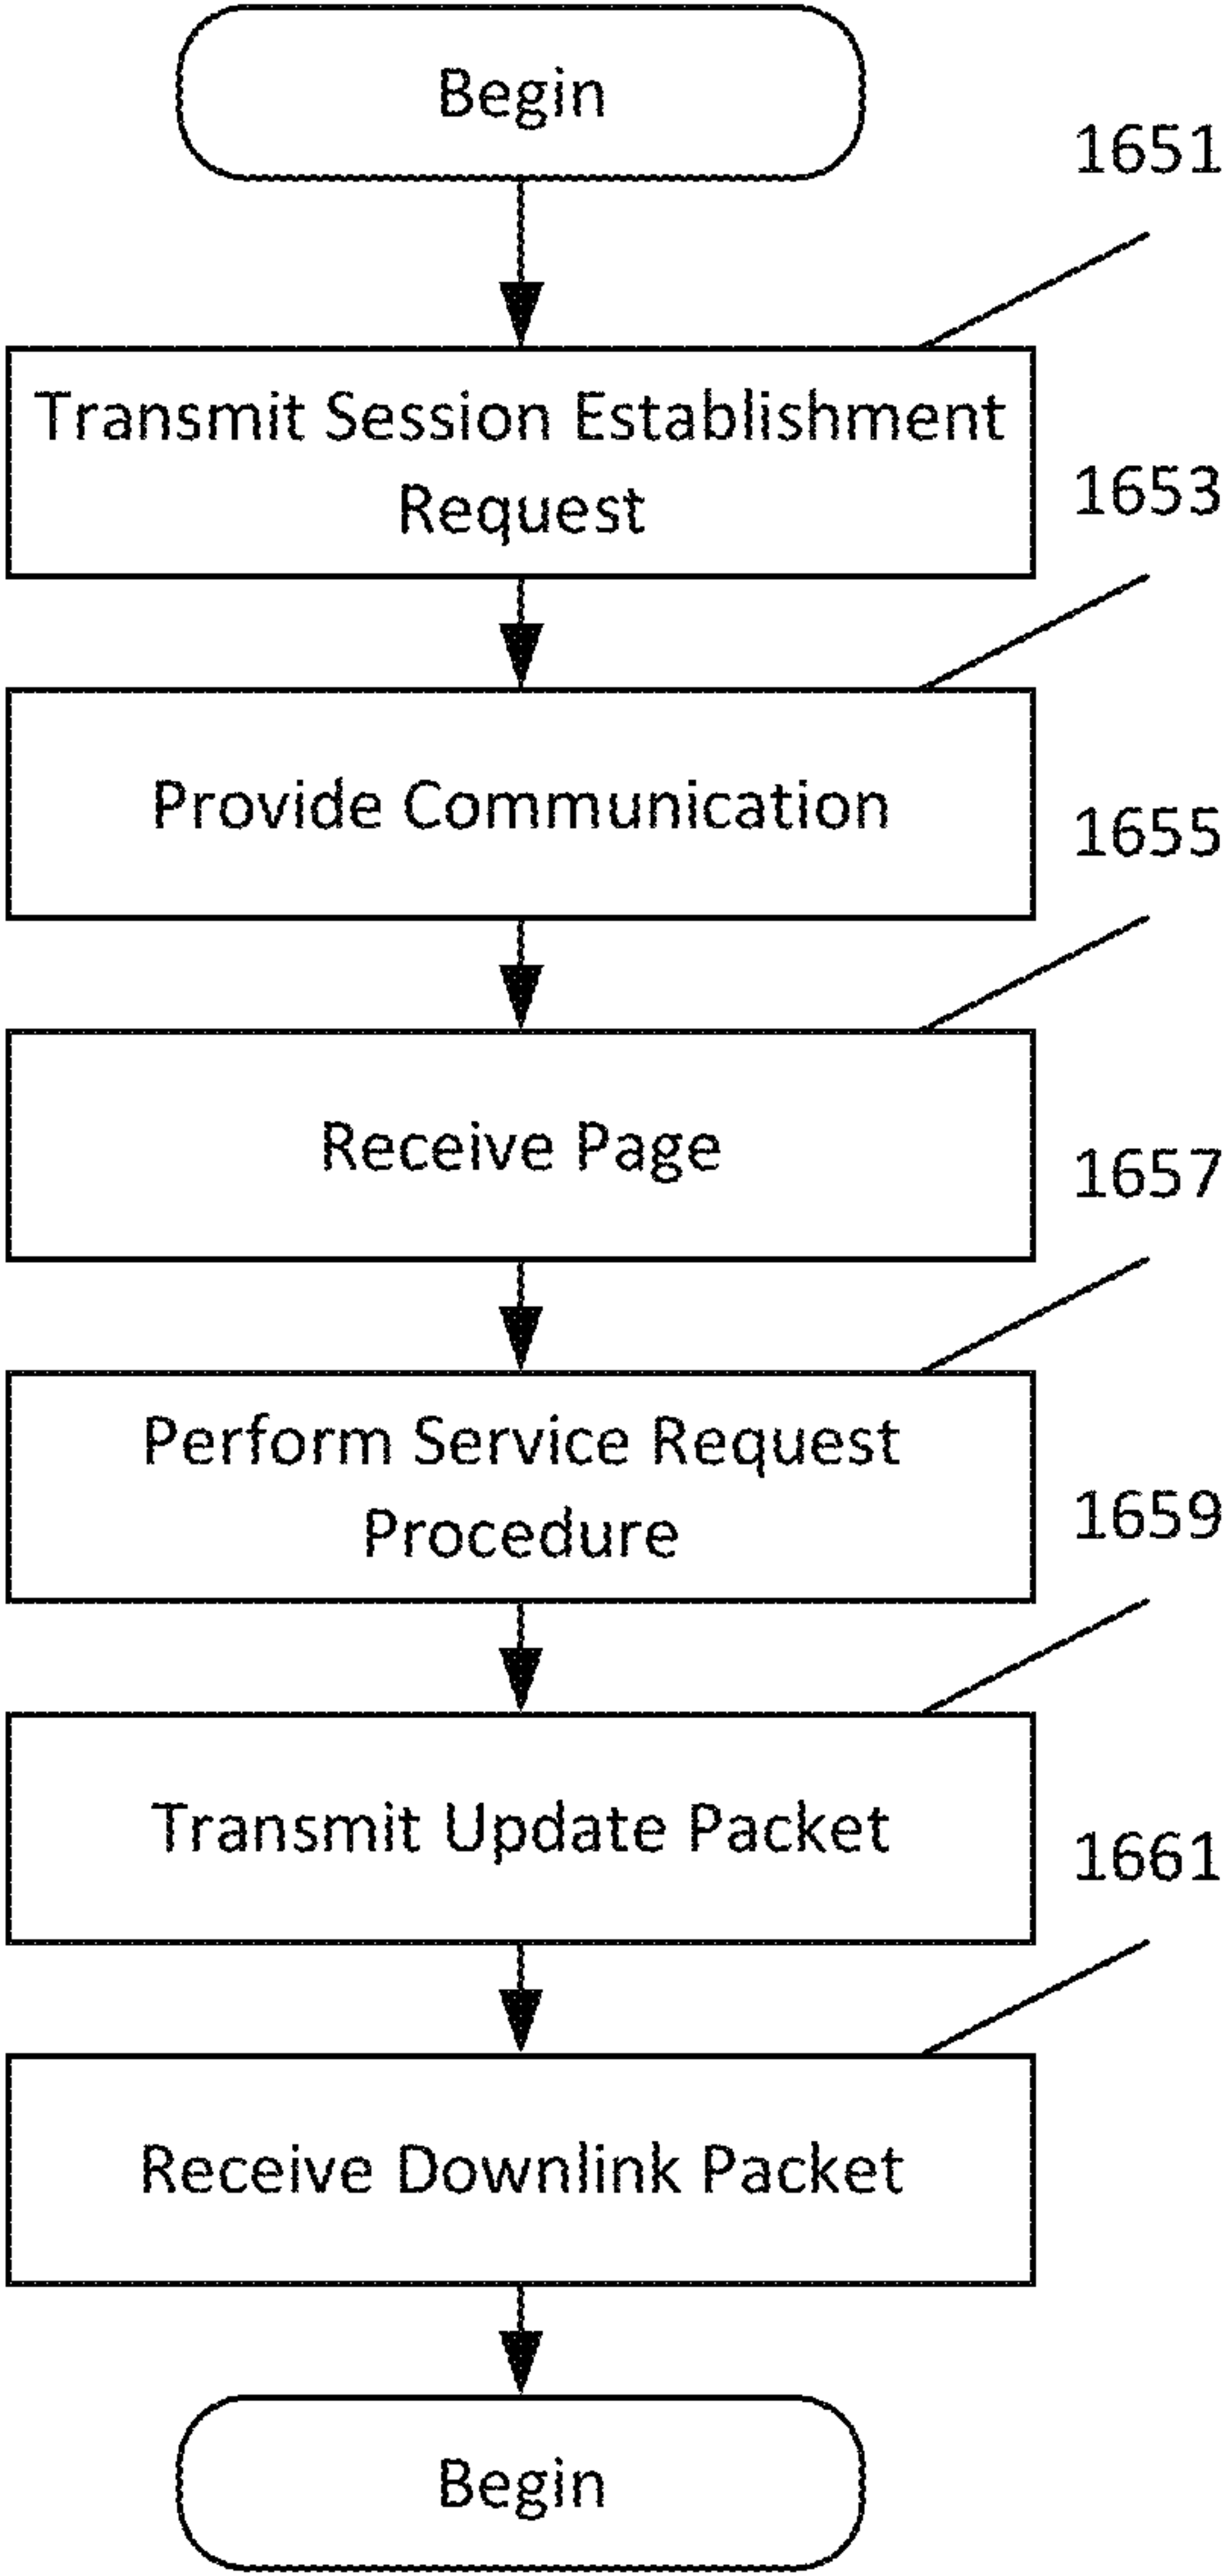 Begin
1651
Transmit Session Establishment
Request
1653
Provide Communication
1655
Receive Page
1657
Perform Service Request
Procedure
1659
Transmit Update Packet
1661
Receive Downlink Packet
Begin